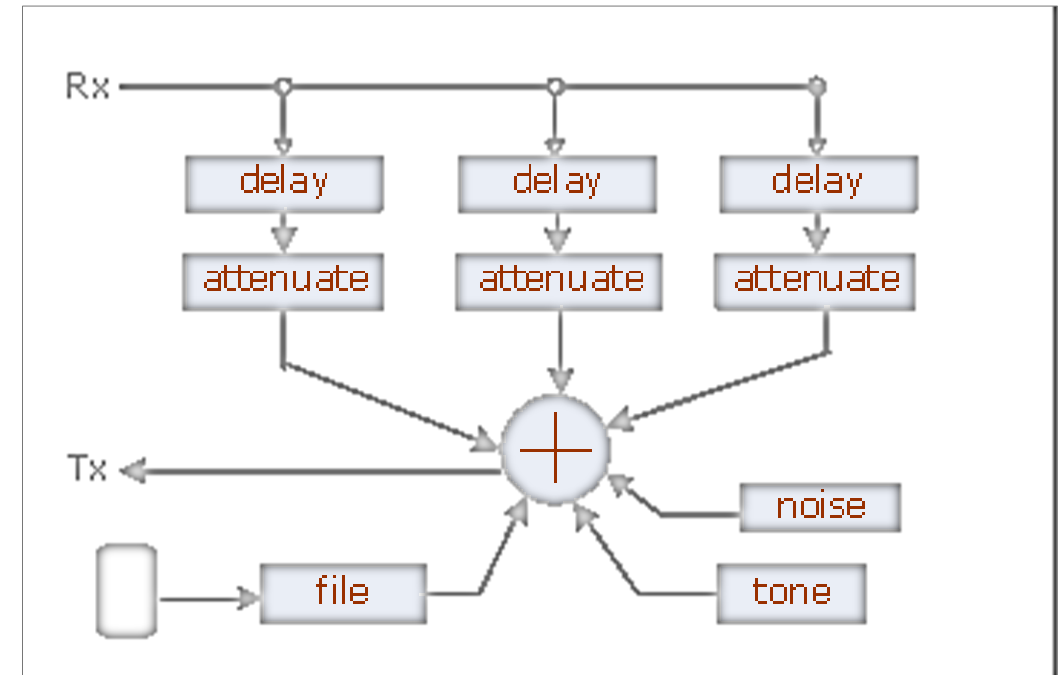 Rx
delay delay delay
attenuate attenuate attenuate
Tx
noise
file tone